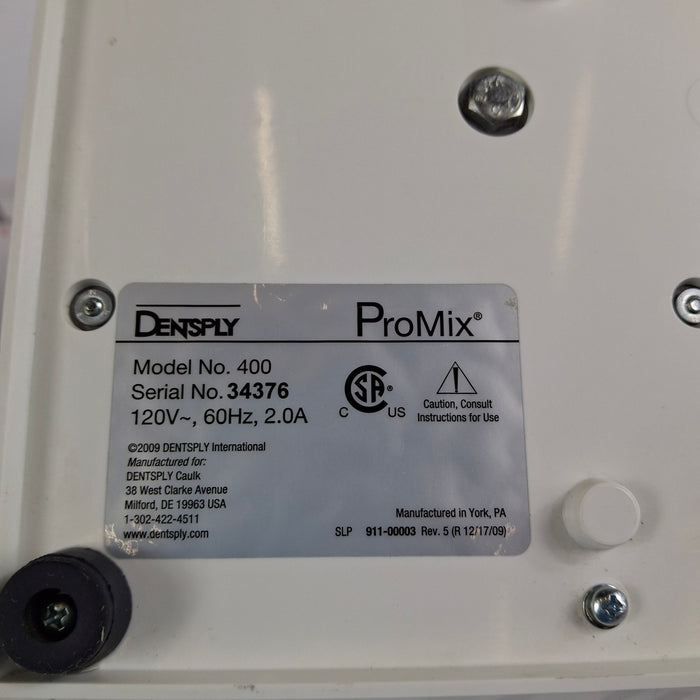 DENTSPLY ProMix®
Model No. 400
Serial No. 34376
120V~, 60Hz, 2.0A
C SA ® US
Caution, Consult
Instructions for Use
©2009 DENTSPLY International
Manufactured for:
DENTSPLY Caulk
38 West Clarke Avenue
Milford, DE 19963 USA
1-302-422-4511
www.dentsply.com
Manufactured in York, PA
SLP 911-00003 Rev. 5 (R 12/17/09)